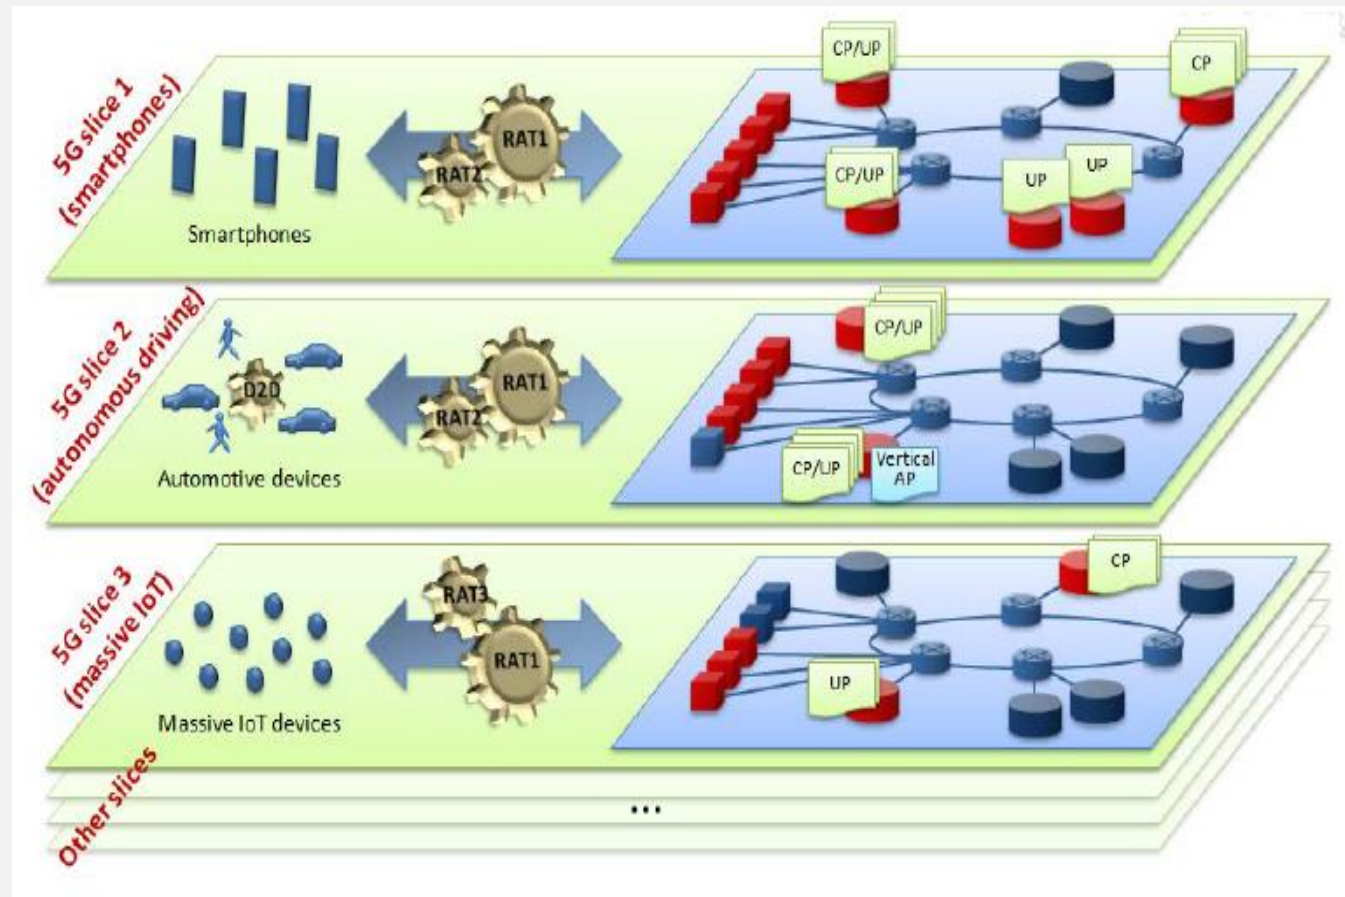 5G slice 1
(smartphones)
Smartphones
RAT1
RAT2
CP/UP
CP
CP/UP
UP
UP
5G slice 2
(autonomous driving)
D2D
Automotive devices
RAT1
RAT2
CP/UP
CP/UP
Vertical
AP
5G slice 3
(massive IoT)
Massive IoT devices
RAT3
RAT1
CP
UP
Other slices
...